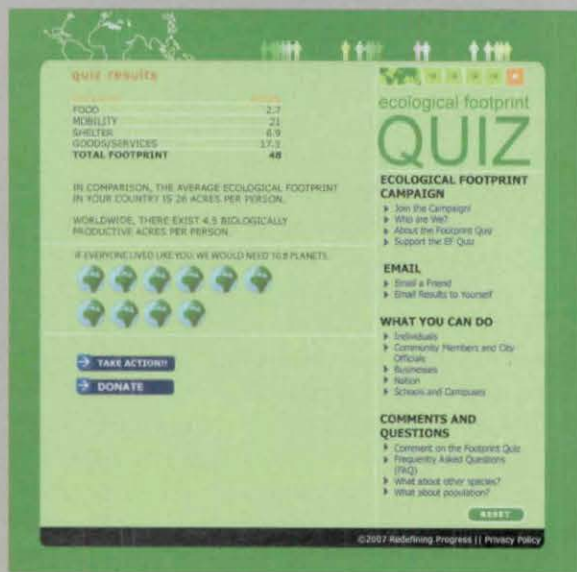 quiz results
FOOD 2.7
MOBILITY 21
SHELTER 6.9
GOODS/SERVICES 17.3
TOTAL FOOTPRINT 48
IN COMPARISON, THE AVERAGE ECOLOGICAL FOOTPRINT
IN YOUR COUNTRY IS 26 ACRES PER PERSON.
WORLDWIDE, THERE EXIST 4.5 BIOLOGICALLY
PRODUCTIVE ACRES PER PERSON.
IF EVERYONE LIVED LIKE YOU, WE WOULD NEED 10.8 PLANETS.
TAKE ACTION!!
DONATE
ecological footprint
QUIZ
ECOLOGICAL FOOTPRINT
CAMPAIGN
Join the Campaign!
Who are We?
About the Footprint Quiz
Support the EF Quiz
EMAIL
Email a Friend
Email Results to Yourself
WHAT YOU CAN DO
Individuals
Community Members and City
Officials
Businesses
Nation
Schools and Campuses
COMMENTS AND
QUESTIONS
Comment on the Footprint Quiz
Frequently Asked Questions
(FAQ)
What about other species?
What about population?
RESET
©2007 Redefining Progress || Privacy Policy